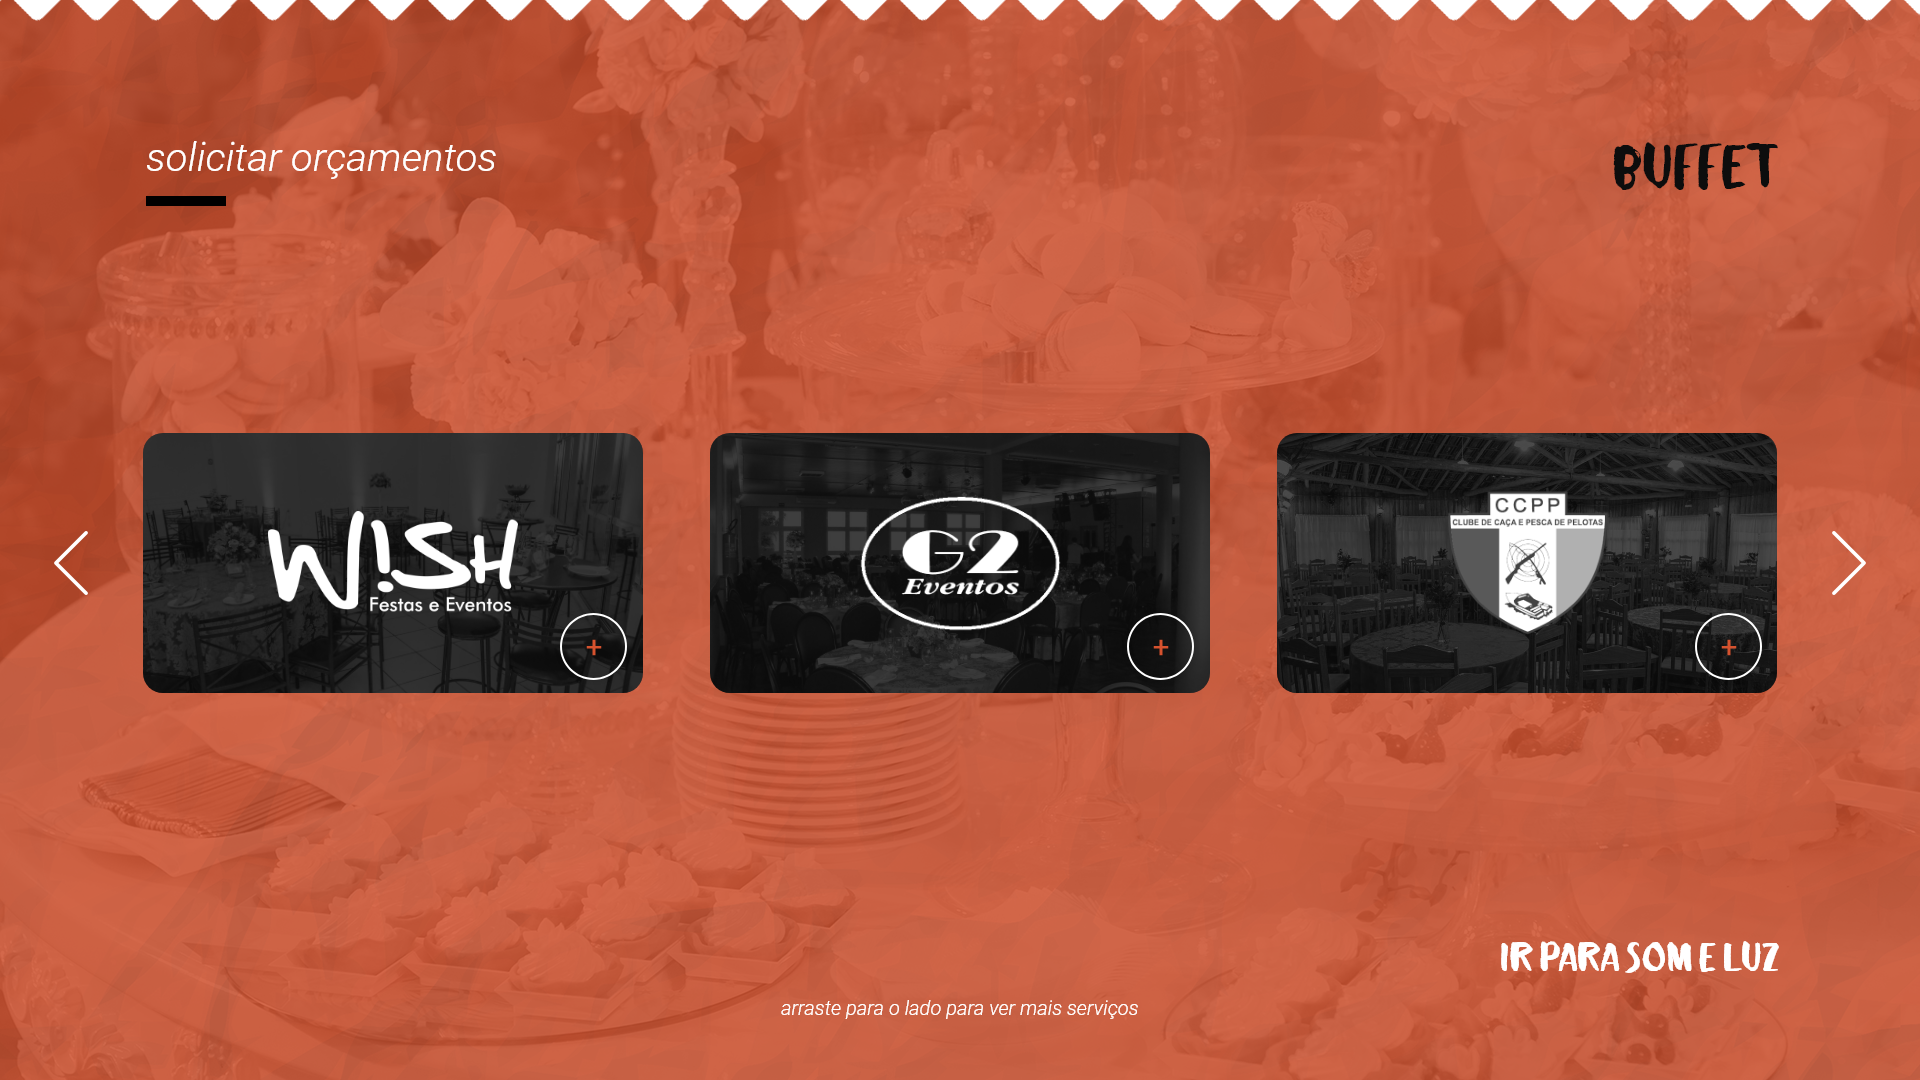 solicitar orçamentos
BUFFET
W!SH
Festas e Eventos
+
G2
Eventos
+
CCPP
CLUBE DE CAÇA E PESCA DE PELOTAS
+
IR PARA SOM E LUZ
arraste para o lado para ver mais serviços